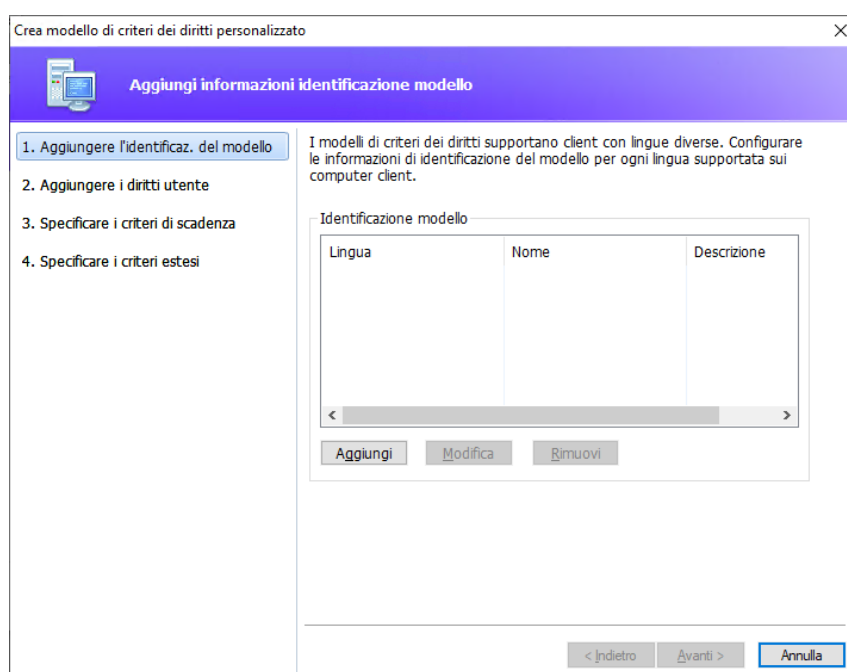 Crea modello di criteri dei diritti personalizzato
Aggiungi informazioni identificazione modello
1. Aggiungere l'identificaz. del modello
2. Aggiungere i diritti utente
3. Specificare i criteri di scadenza
4. Specificare i criteri estesi
I modelli di criteri dei diritti supportano client con lingue diverse. Configurare
le informazioni di identificazione del modello per ogni lingua supportata sui
computer client.
Identificazione modello
Lingua Nome Descrizione
Aggiungi Modifica Rimuovi
< Indietro Avanti > Annulla